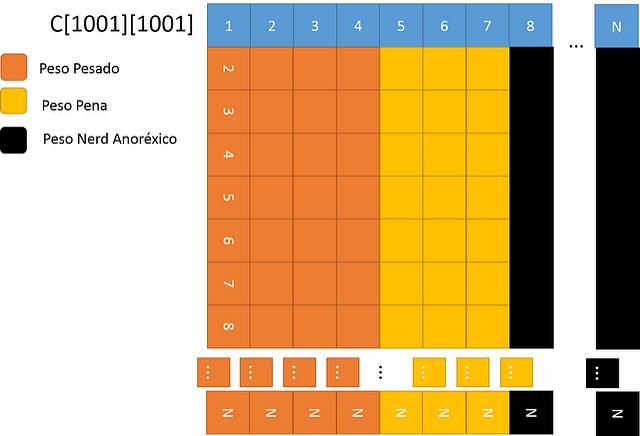 C[1001][1001]
1 2 3 4 5 6 7 8 ... N
Peso Pesado
Peso Pena
Peso Nerd Anoréxico
2
3
4
5
6
7
8
... ... ... ... ... ... ... ... ...
N N N N N N N N N